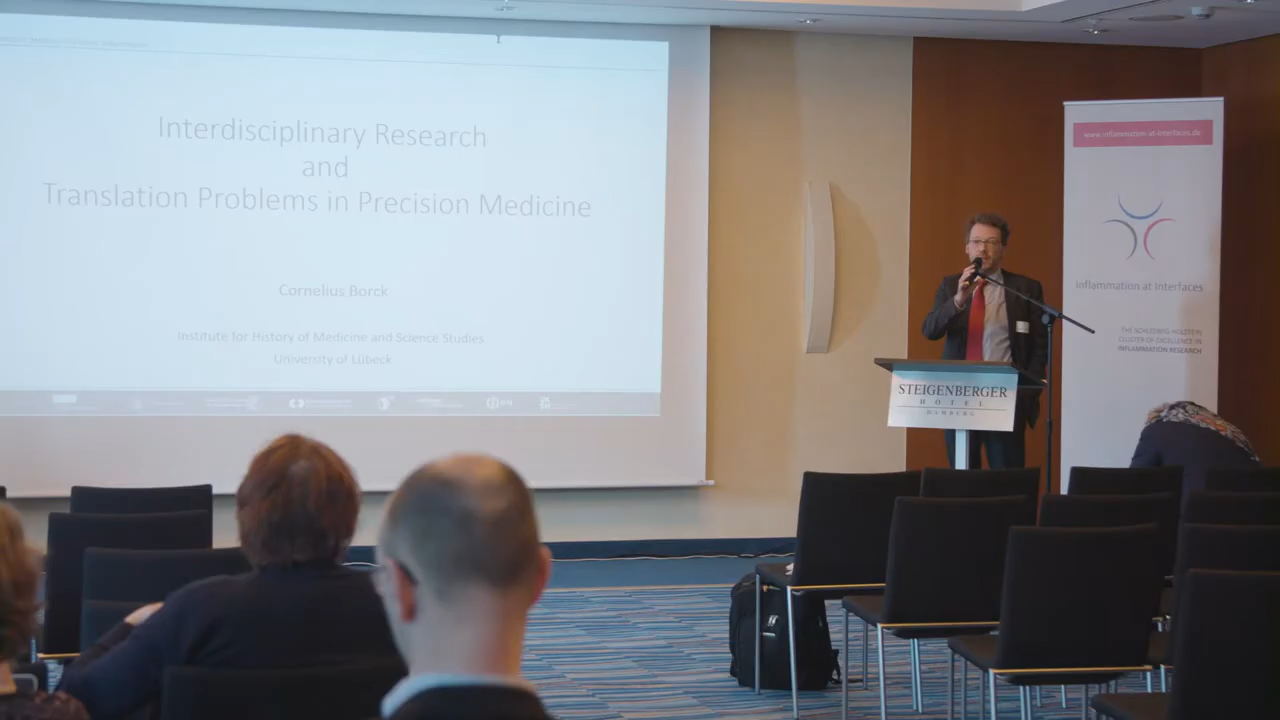 Interdisciplinary Research
and
Translation Problems in Precision Medicine
Cornelius Borck
Institute for History of Medicine and Science Studies
University of Lübeck
www.inflammation-at-interfaces.de
Inflammation at Interfaces
THE SCHLESWIG-HOLSTEIN
CLUSTER OF EXCELLENCE IN
INFLAMMATION RESEARCH
STEIGENBERGER
HOTEL
HAMBURG